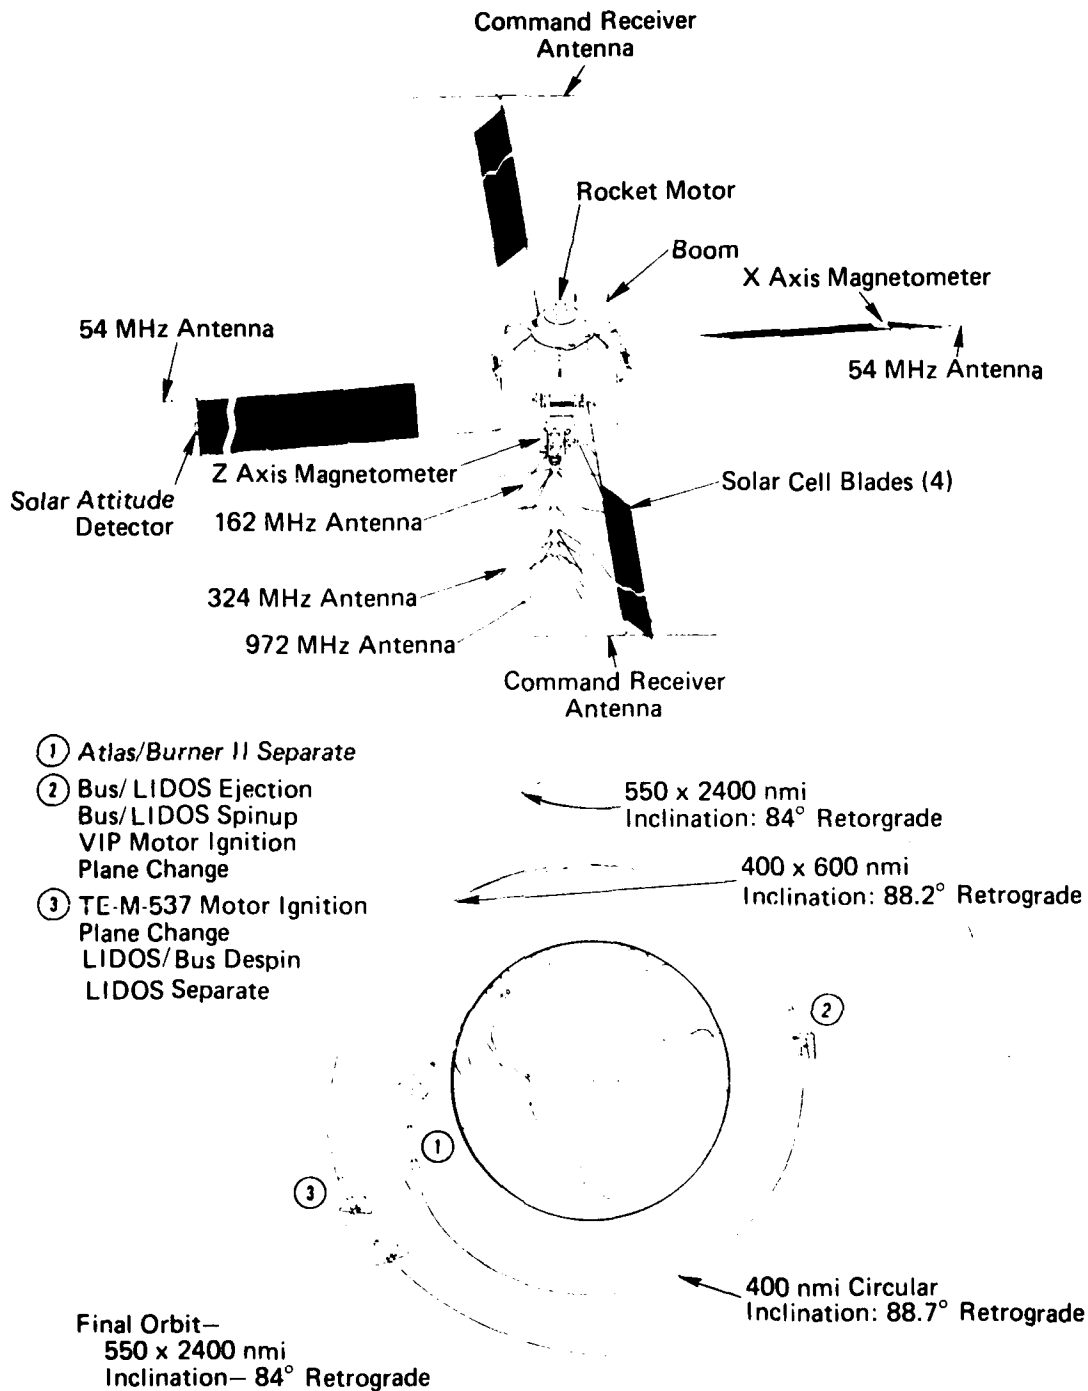 Command Receiver
Antenna
Rocket Motor
Boom
X Axis Magnetometer
54 MHz Antenna
54 MHz Antenna
Z Axis Magnetometer
Solar Attitude
Detector
162 MHz Antenna
Solar Cell Blades (4)
324 MHz Antenna
972 MHz Antenna
Command Receiver
Antenna
1 Atlas/Burner II Separate
2 Bus/LIDOS Ejection
Bus/LIDOS Spinup
VIP Motor Ignition
Plane Change
3 TE-M-537 Motor Ignition
Plane Change
LIDOS/Bus Despin
LIDOS Separate
550 x 2400 nmi
Inclination: 84° Retorgrade
400 x 600 nmi
Inclination: 88.2° Retrograde
2
1
3
400 nmi Circular
Inclination: 88.7° Retrograde
Final Orbit—
550 x 2400 nmi
Inclination— 84° Retrograde